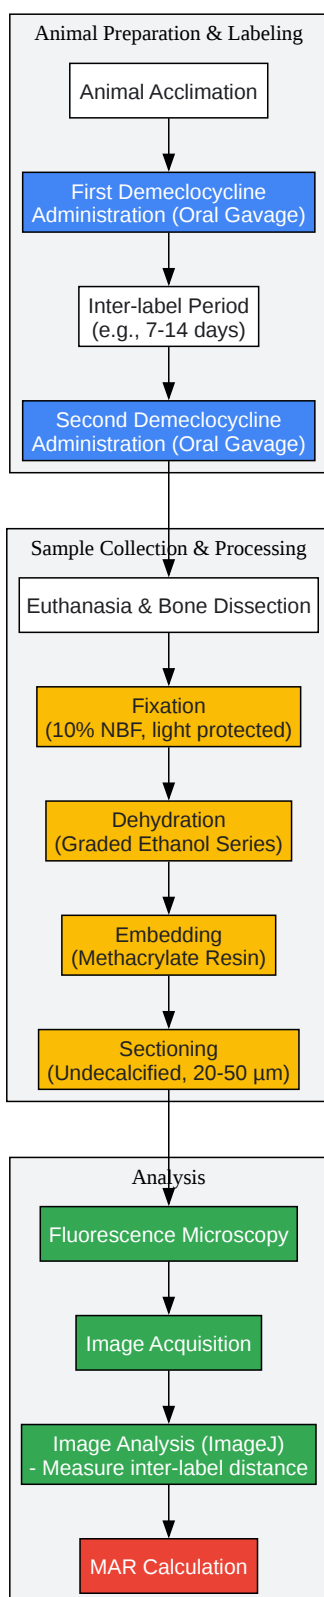 Animal Preparation & Labeling
Animal Acclimation
First Demeclocycline
Administration (Oral Gavage)
Inter-label Period
(e.g., 7-14 days)
Second Demeclocycline
Administration (Oral Gavage)
Sample Collection & Processing
Euthanasia & Bone Dissection
Fixation
(10% NBF, light protected)
Dehydration
(Graded Ethanol Series)
Embedding
(Methacrylate Resin)
Sectioning
(Undecalcified, 20-50 µm)
Analysis
Fluorescence Microscopy
Image Acquisition
Image Analysis (ImageJ)
- Measure inter-label distance
MAR Calculation